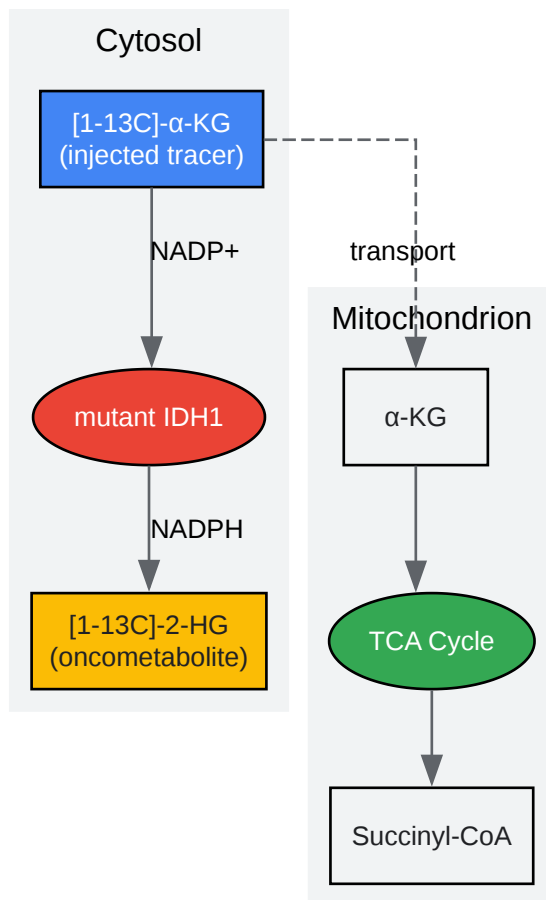 Cytosol
[1-13C]-α-KG
(injected tracer)
NADP+
transport
Mitochondrion
mutant IDH1
α-KG
NADPH
[1-13C]-2-HG
(oncometabolite)
TCA Cycle
Succinyl-CoA